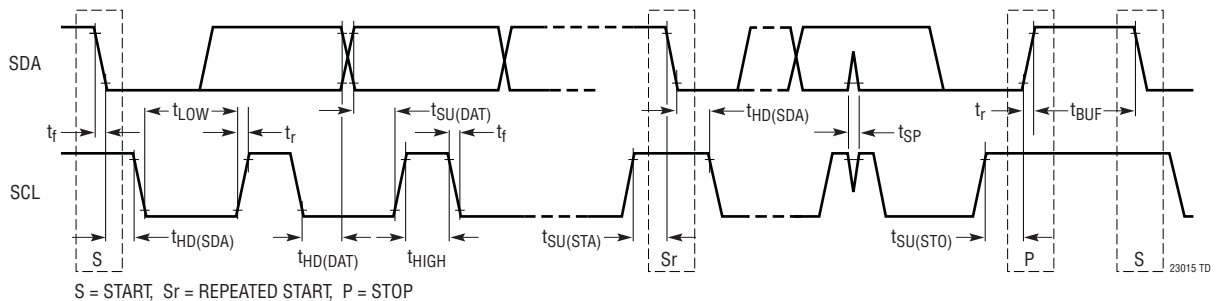 SDA
tLOW
tSU(DAT)
tHD(SDA)
tf
tr
tf
tSP
tr
tBUF
SCL
tHD(SDA)
tHD(DAT)
tHIGH
tSU(STA)
tSU(STO)
S
Sr
P
S
23015 TD
S = START, Sr = REPEATED START, P = STOP